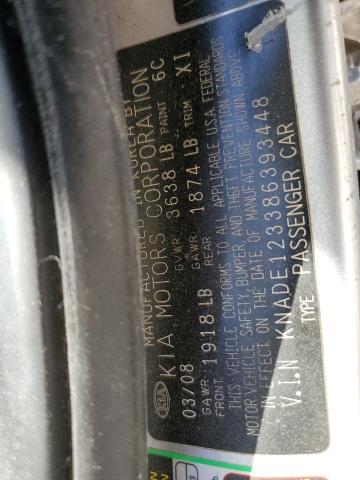 MANUFACTURED IN KOREA BY
KIA KIA MOTORS CORPORATION
03/08 GVWR 3638 LB PAINT 6C
GAWR FRONT 1918 LB GAWR REAR 1874 LB TRIM XI
THIS VEHICLE CONFORMS TO ALL APPLICABLE U.S.A. FEDERAL
MOTOR VEHICLE SAFETY, BUMPER, AND THEFT PREVENTION STANDARDS
IN EFFECT ON THE DATE OF MANUFACTURE SHOWN ABOVE
V.I.N KNADE123386393448
TYPE PASSENGER CAR